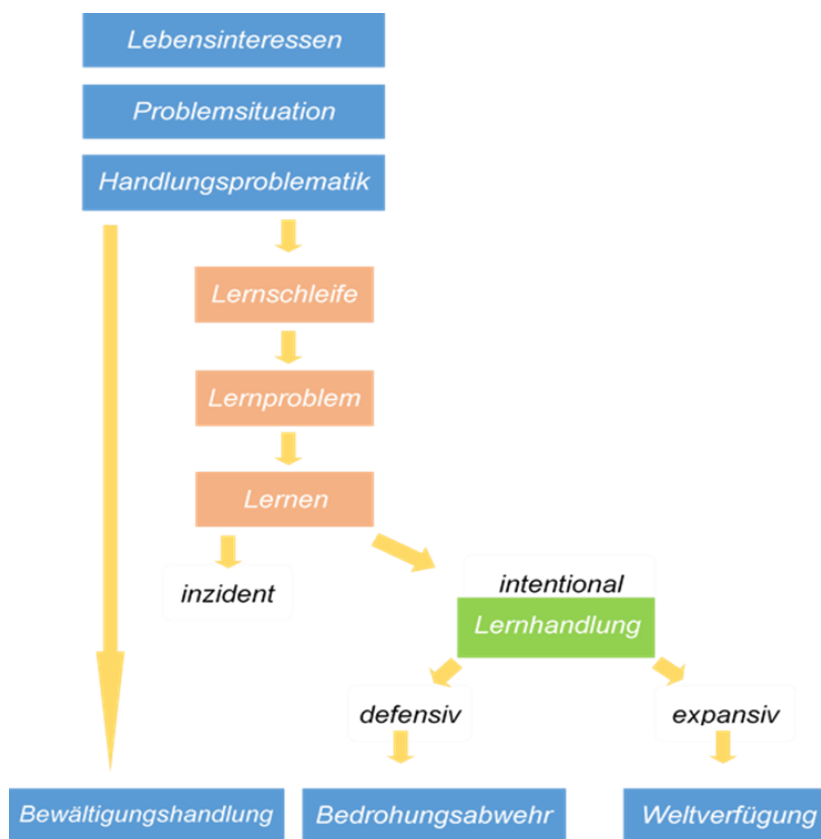 Lebensinteressen
Problemsituation
Handlungsproblematik
Lernschleife
Lernproblem
Lernen
inzident
intentional
Lernhandlung
defensiv
expansiv
Bewältigungshandlung
Bedrohungsabwehr
Weltverfügung